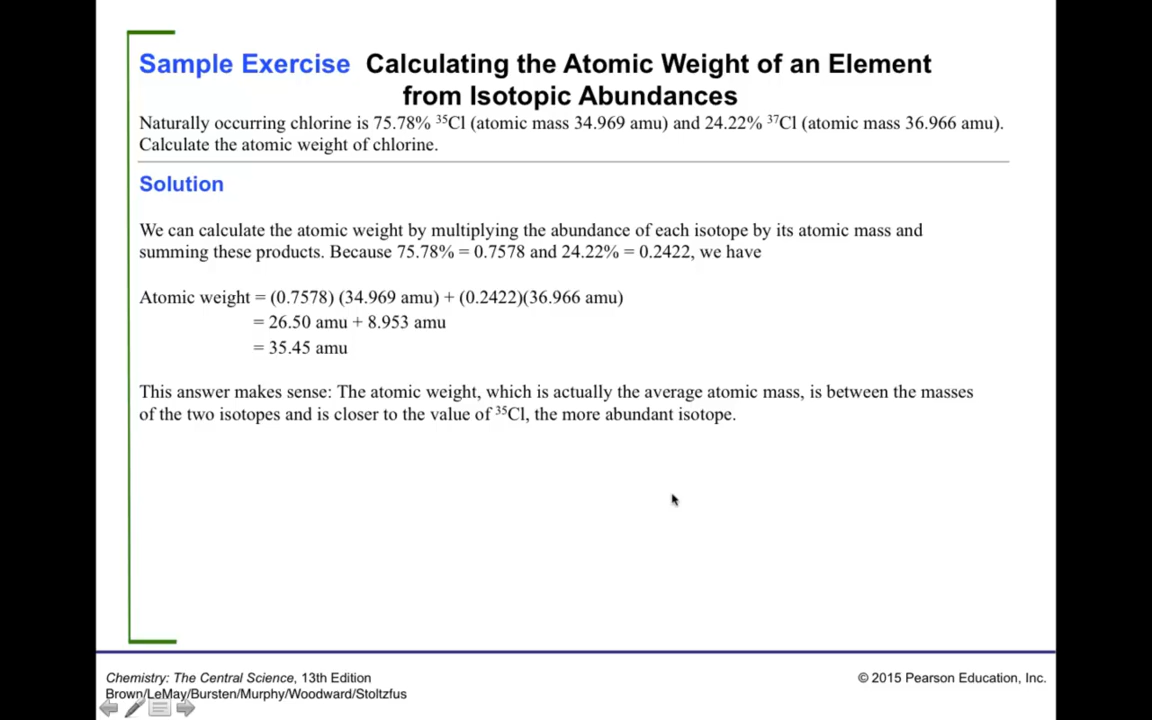 Sample Exercise Calculating the Atomic Weight of an Element
from Isotopic Abundances
Naturally occurring chlorine is 75.78% ³⁵Cl (atomic mass 34.969 amu) and 24.22% ³⁷Cl (atomic mass 36.966 amu).
Calculate the atomic weight of chlorine.
Solution
We can calculate the atomic weight by multiplying the abundance of each isotope by its atomic mass and
summing these products. Because 75.78% = 0.7578 and 24.22% = 0.2422, we have
Atomic weight = (0.7578) (34.969 amu) + (0.2422)(36.966 amu)
= 26.50 amu + 8.953 amu
= 35.45 amu
This answer makes sense: The atomic weight, which is actually the average atomic mass, is between the masses
of the two isotopes and is closer to the value of ³⁵Cl, the more abundant isotope.
Chemistry: The Central Science, 13th Edition
Brown/LeMay/Bursten/Murphy/Woodward/Stoltzfus
© 2015 Pearson Education, Inc.